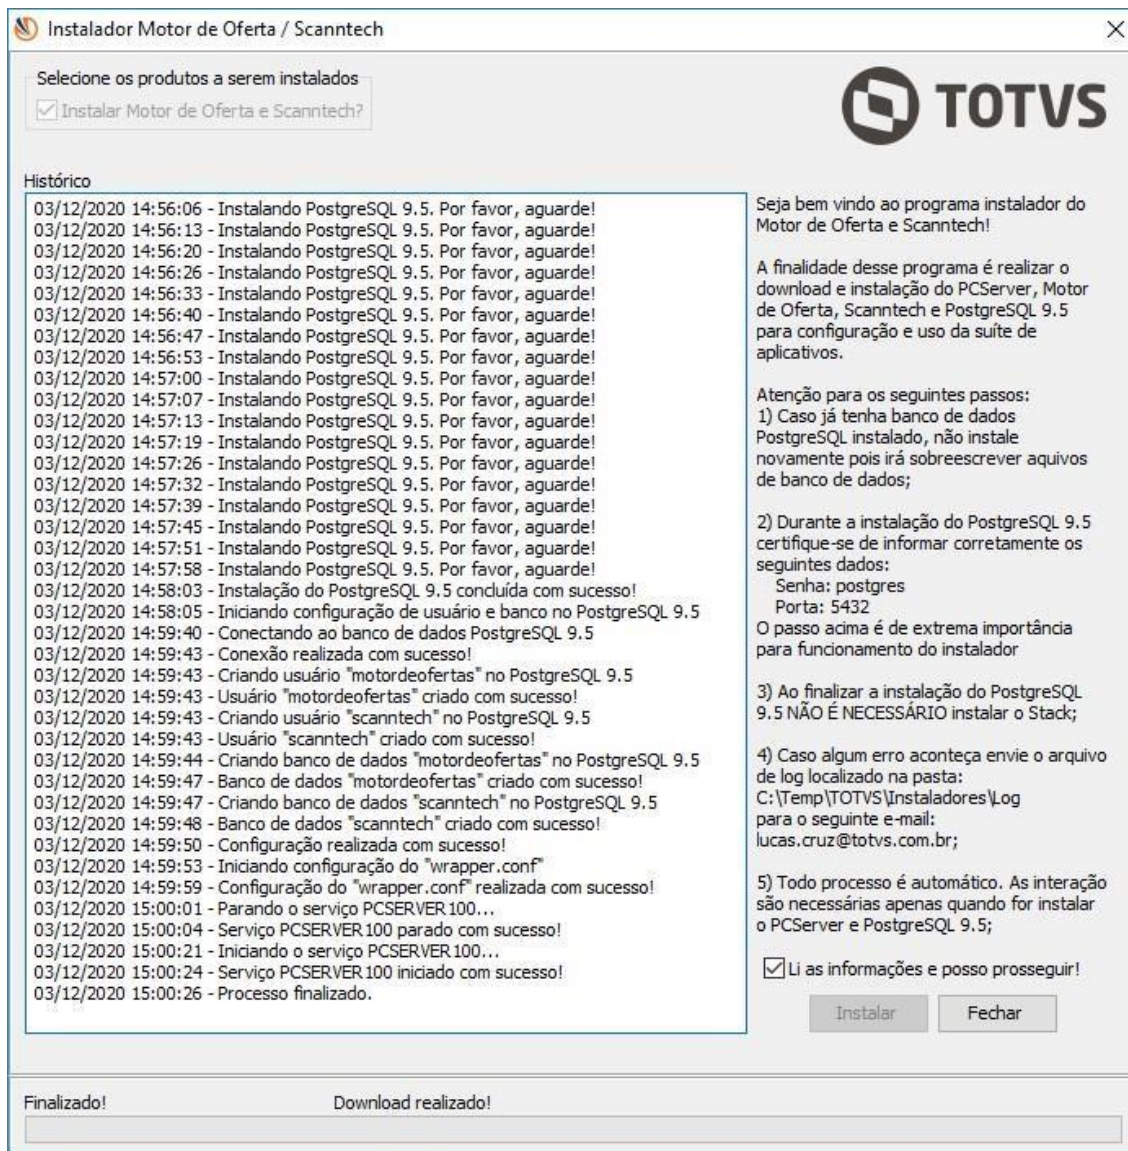 Instalador Motor de Oferta / Scanntech
Selecione os produtos a serem instalados
Instalar Motor de Oferta e Scanntech?
TOTVS
Histórico
03/12/2020 14:56:06 - Instalando PostgreSQL 9.5. Por favor, aguarde!
03/12/2020 14:56:13 - Instalando PostgreSQL 9.5. Por favor, aguarde!
03/12/2020 14:56:20 - Instalando PostgreSQL 9.5. Por favor, aguarde!
03/12/2020 14:56:26 - Instalando PostgreSQL 9.5. Por favor, aguarde!
03/12/2020 14:56:33 - Instalando PostgreSQL 9.5. Por favor, aguarde!
03/12/2020 14:56:40 - Instalando PostgreSQL 9.5. Por favor, aguarde!
03/12/2020 14:56:47 - Instalando PostgreSQL 9.5. Por favor, aguarde!
03/12/2020 14:56:53 - Instalando PostgreSQL 9.5. Por favor, aguarde!
03/12/2020 14:57:00 - Instalando PostgreSQL 9.5. Por favor, aguarde!
03/12/2020 14:57:07 - Instalando PostgreSQL 9.5. Por favor, aguarde!
03/12/2020 14:57:13 - Instalando PostgreSQL 9.5. Por favor, aguarde!
03/12/2020 14:57:19 - Instalando PostgreSQL 9.5. Por favor, aguarde!
03/12/2020 14:57:26 - Instalando PostgreSQL 9.5. Por favor, aguarde!
03/12/2020 14:57:32 - Instalando PostgreSQL 9.5. Por favor, aguarde!
03/12/2020 14:57:39 - Instalando PostgreSQL 9.5. Por favor, aguarde!
03/12/2020 14:57:45 - Instalando PostgreSQL 9.5. Por favor, aguarde!
03/12/2020 14:57:51 - Instalando PostgreSQL 9.5. Por favor, aguarde!
03/12/2020 14:57:58 - Instalando PostgreSQL 9.5. Por favor, aguarde!
03/12/2020 14:58:03 - Instalação do PostgreSQL 9.5 concluída com sucesso!
03/12/2020 14:58:05 - Iniciando configuração de usuário e banco no PostgreSQL 9.5
03/12/2020 14:59:40 - Conectando ao banco de dados PostgreSQL 9.5
03/12/2020 14:59:43 - Conexão realizada com sucesso!
03/12/2020 14:59:43 - Criando usuário "motordeofertas" no PostgreSQL 9.5
03/12/2020 14:59:43 - Usuário "motordeofertas" criado com sucesso!
03/12/2020 14:59:43 - Criando usuário "scanntech" no PostgreSQL 9.5
03/12/2020 14:59:43 - Usuário "scanntech" criado com sucesso!
03/12/2020 14:59:44 - Criando banco de dados "motordeofertas" no PostgreSQL 9.5
03/12/2020 14:59:47 - Banco de dados "motordeofertas" criado com sucesso!
03/12/2020 14:59:47 - Criando banco de dados "scanntech" no PostgreSQL 9.5
03/12/2020 14:59:48 - Banco de dados "scanntech" criado com sucesso!
03/12/2020 14:59:50 - Configuração realizada com sucesso!
03/12/2020 14:59:53 - Iniciando configuração do "wrapper.conf"
03/12/2020 14:59:59 - Configuração do "wrapper.conf" realizada com sucesso!
03/12/2020 15:00:01 - Parando o serviço PCSERVER100...
03/12/2020 15:00:04 - Serviço PCSERVER100 parado com sucesso!
03/12/2020 15:00:21 - Iniciando o serviço PCSERVER100...
03/12/2020 15:00:24 - Serviço PCSERVER100 iniciado com sucesso!
03/12/2020 15:00:26 - Processo finalizado.
Seja bem vindo ao programa instalador do
Motor de Oferta e Scanntech!
A finalidade desse programa é realizar o
download e instalação do PCServer, Motor
de Oferta, Scanntech e PostgreSQL 9.5
para configuração e uso da suíte de
aplicativos.
Atenção para os seguintes passos:
1) Caso já tenha banco de dados
PostgreSQL instalado, não instale
novamente pois irá sobreescrever aquivos
de banco de dados;
2) Durante a instalação do PostgreSQL 9.5
certifique-se de informar corretamente os
seguintes dados:
Senha: postgres
Porta: 5432
O passo acima é de extrema importância
para funcionamento do instalador
3) Ao finalizar a instalação do PostgreSQL
9.5 NÃO É NECESSÁRIO instalar o Stack;
4) Caso algum erro aconteça envie o arquivo
de log localizado na pasta:
C:\Temp\TOTVS\Instaladores\Log
para o seguinte e-mail:
lucas.cruz@totvs.com.br;
5) Todo processo é automático. As interação
são necessárias apenas quando for instalar
o PCServer e PostgreSQL 9.5;
Li as informações e posso prosseguir!
Instalar Fechar
Finalizado! Download realizado!